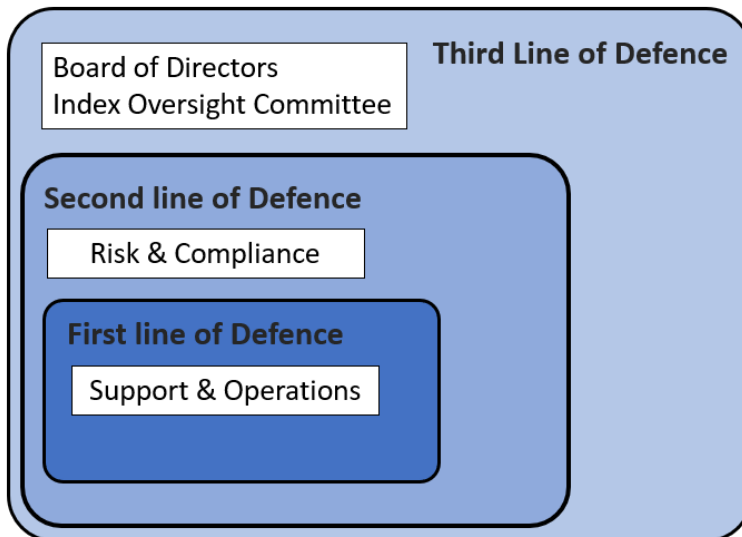 Third Line of Defence
Board of Directors
Index Oversight Committee
Second line of Defence
Risk & Compliance
First line of Defence
Support & Operations